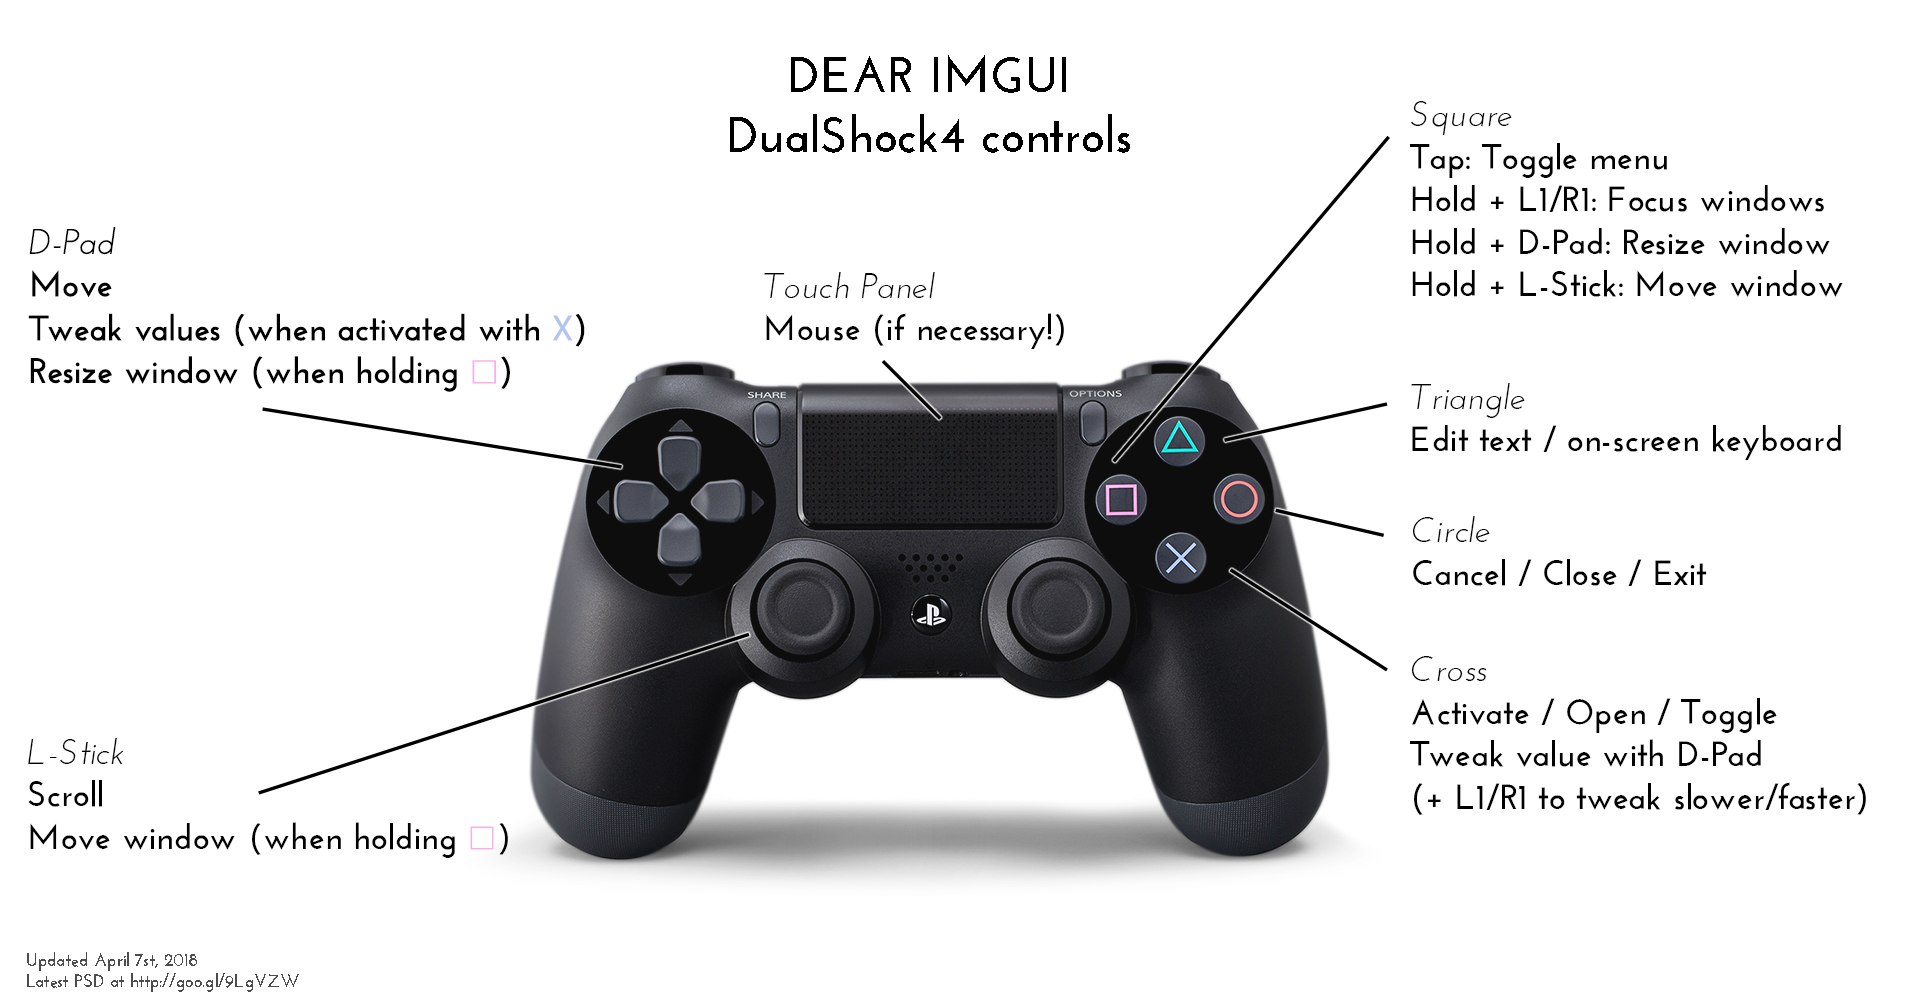 DEAR IMGUI
DualShock4 controls
D-Pad
Move
Tweak values (when activated with X)
Resize window (when holding □)
Touch Panel
Mouse (if necessary!)
Square
Tap: Toggle menu
Hold + L1/R1: Focus windows
Hold + D-Pad: Resize window
Hold + L-Stick: Move window
Triangle
Edit text / on-screen keyboard
Circle
Cancel / Close / Exit
Cross
Activate / Open / Toggle
Tweak value with D-Pad
(+ L1/R1 to tweak slower/faster)
SHARE
OPTIONS
L-Stick
Scroll
Move window (when holding □)
Updated April 7st, 2018
Latest PSD at http://goo.gl/9LgVZW